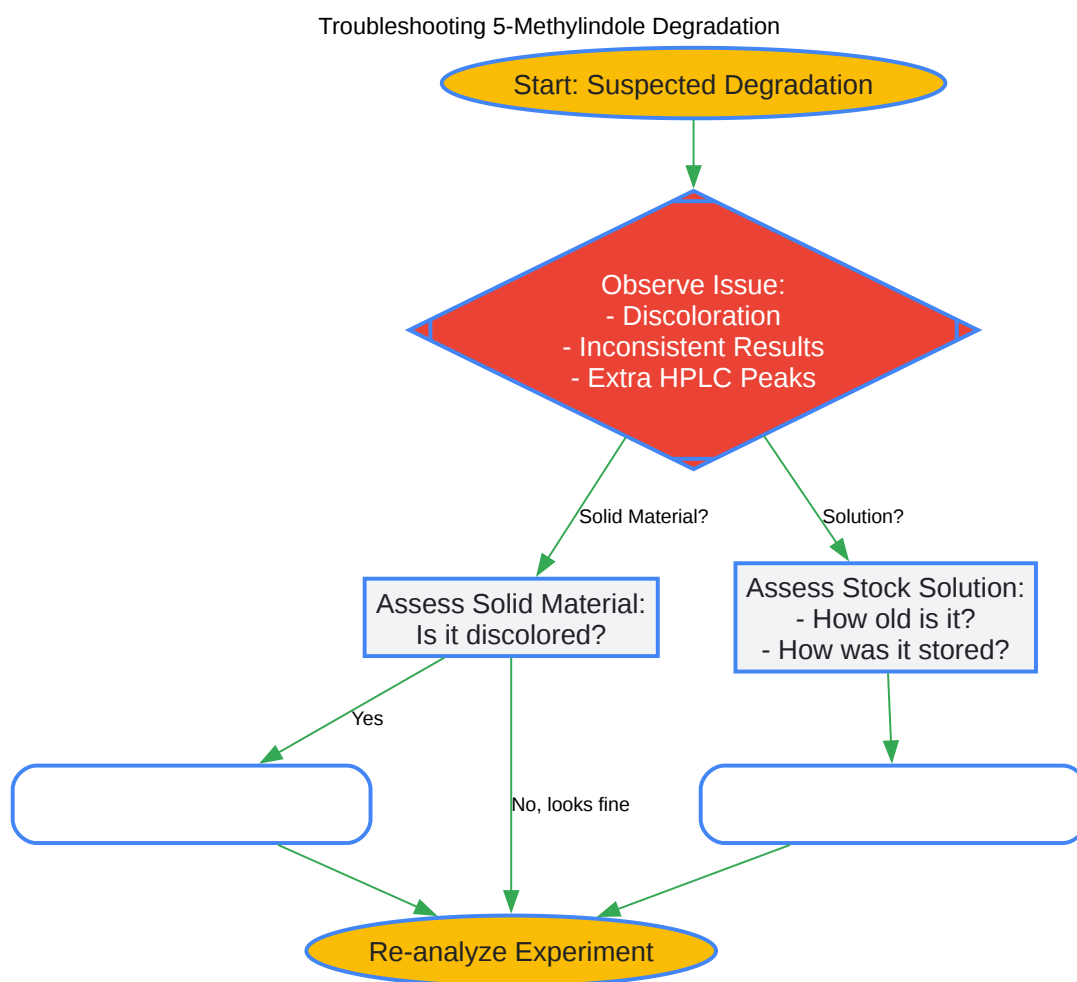 Troubleshooting 5-Methylindole Degradation
Start: Suspected Degradation
Observe Issue:
- Discoloration
- Inconsistent Results
- Extra HPLC Peaks
Solid Material?
Solution?
Assess Solid Material:
Is it discolored?
Assess Stock Solution:
- How old is it?
- How was it stored?
Yes
No, looks fine
Re-analyze Experiment